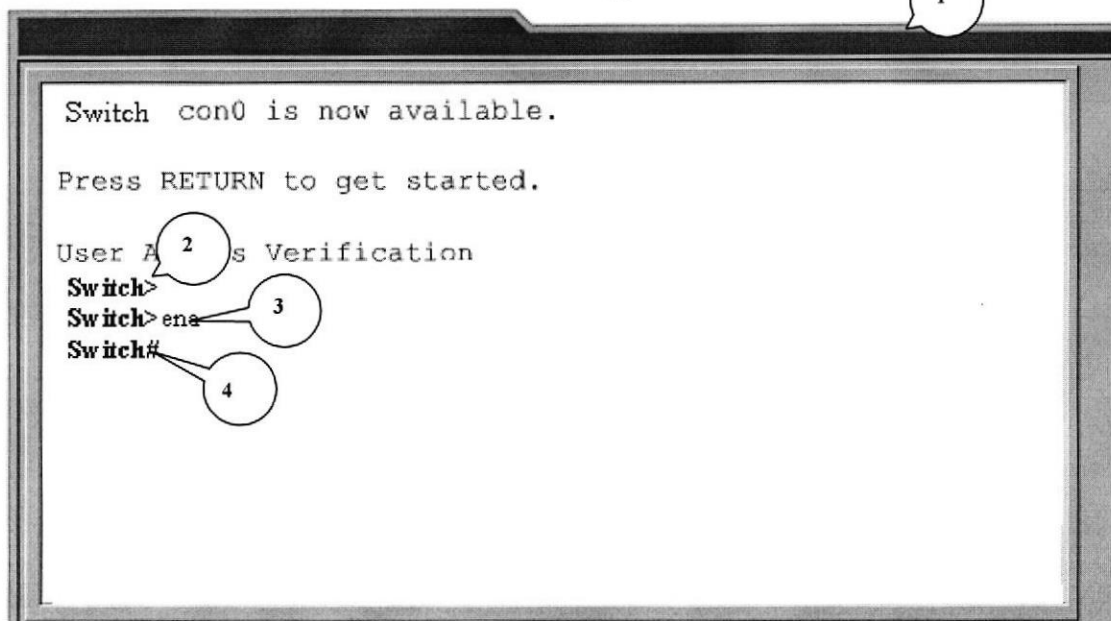 Switch con0 is now available.
Press RETURN to get started.
2
User A s Verification
Switch>
Switch>ena
3
Switch#
4